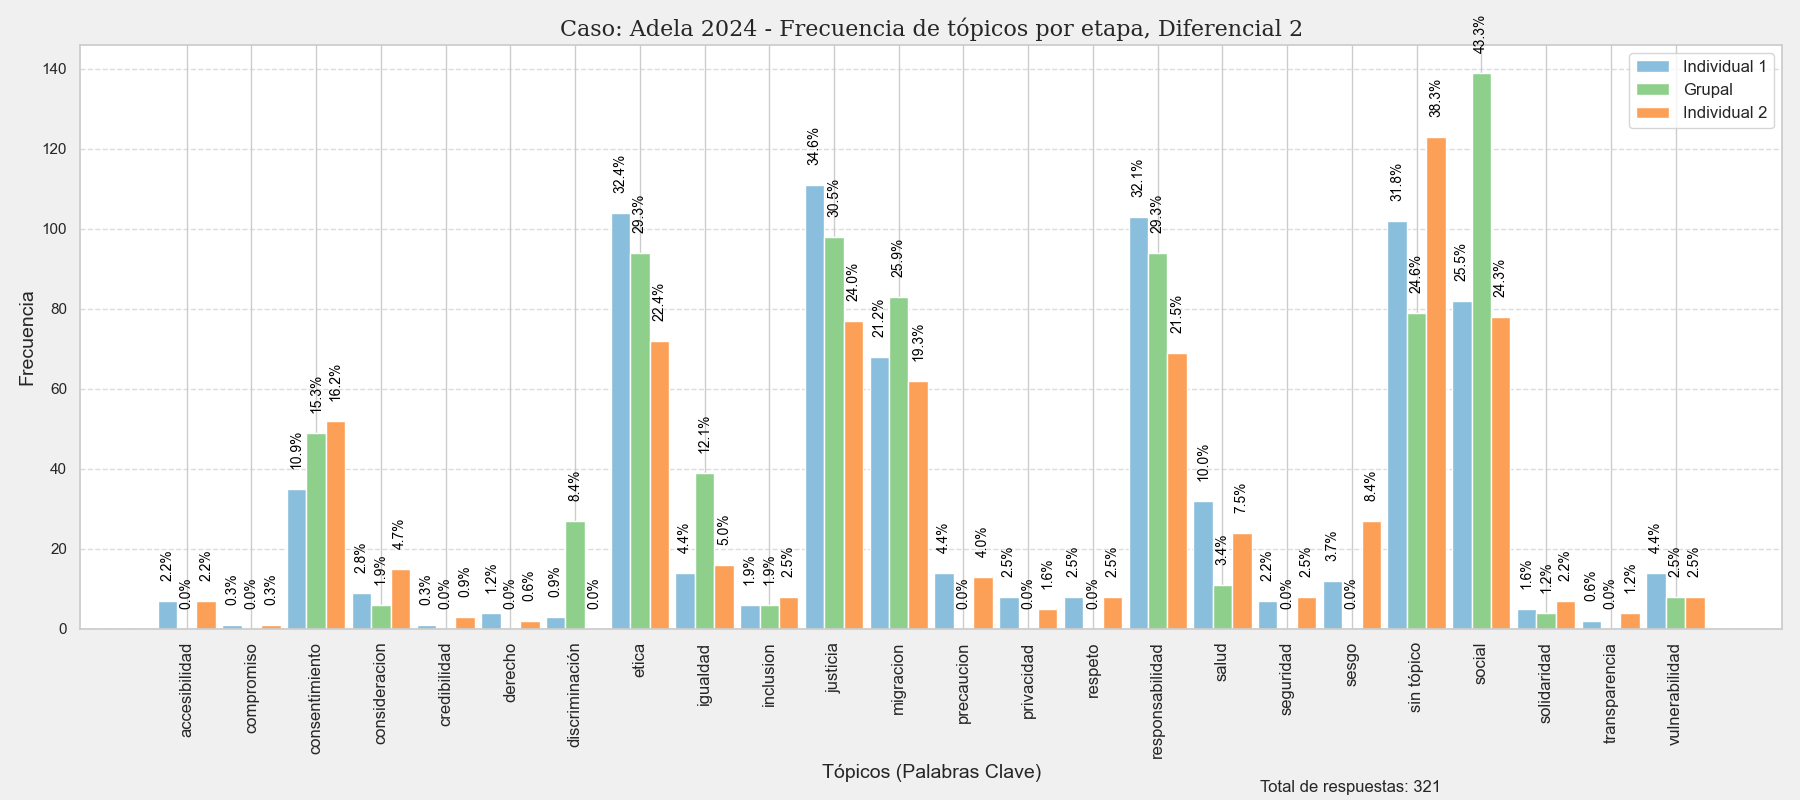 Caso: Adela 2024 - Frecuencia de tópicos por etapa, Diferencial 2
Individual 1
Grupal
Individual 2
Frecuencia
140
120
100
80
60
40
20
0
2.2% 0.0% 2.2%
0.3% 0.0% 0.3%
10.9% 15.3% 16.2%
2.8% 1.9% 4.7%
0.3% 0.0% 0.9%
1.2% 0.0% 0.6%
0.9% 8.4% 0.0%
32.4% 29.3% 22.4%
4.4% 12.1% 5.0%
1.9% 1.9% 2.5%
34.6% 30.5% 24.0%
21.2% 25.9% 19.3%
4.4% 0.0% 4.0%
2.5% 0.0% 1.6%
2.5% 0.0% 2.5%
32.1% 29.3% 21.5%
10.0% 3.4% 7.5%
2.2% 0.0% 2.5%
3.7% 0.0% 8.4%
31.8% 24.6% 38.3%
25.5% 43.3% 24.3%
1.6% 1.2% 2.2%
0.6% 0.0% 1.2%
4.4% 2.5% 2.5%
accesibilidad
compromiso
consentimiento
consideracion
credibilidad
derecho
discriminación
etica
igualdad
inclusion
justicia
migracion
precaucion
privacidad
respeto
responsabilidad
salud
seguridad
sesgo
sin tópico
social
solidaridad
transparencia
vulnerabilidad
Tópicos (Palabras Clave)
Total de respuestas: 321